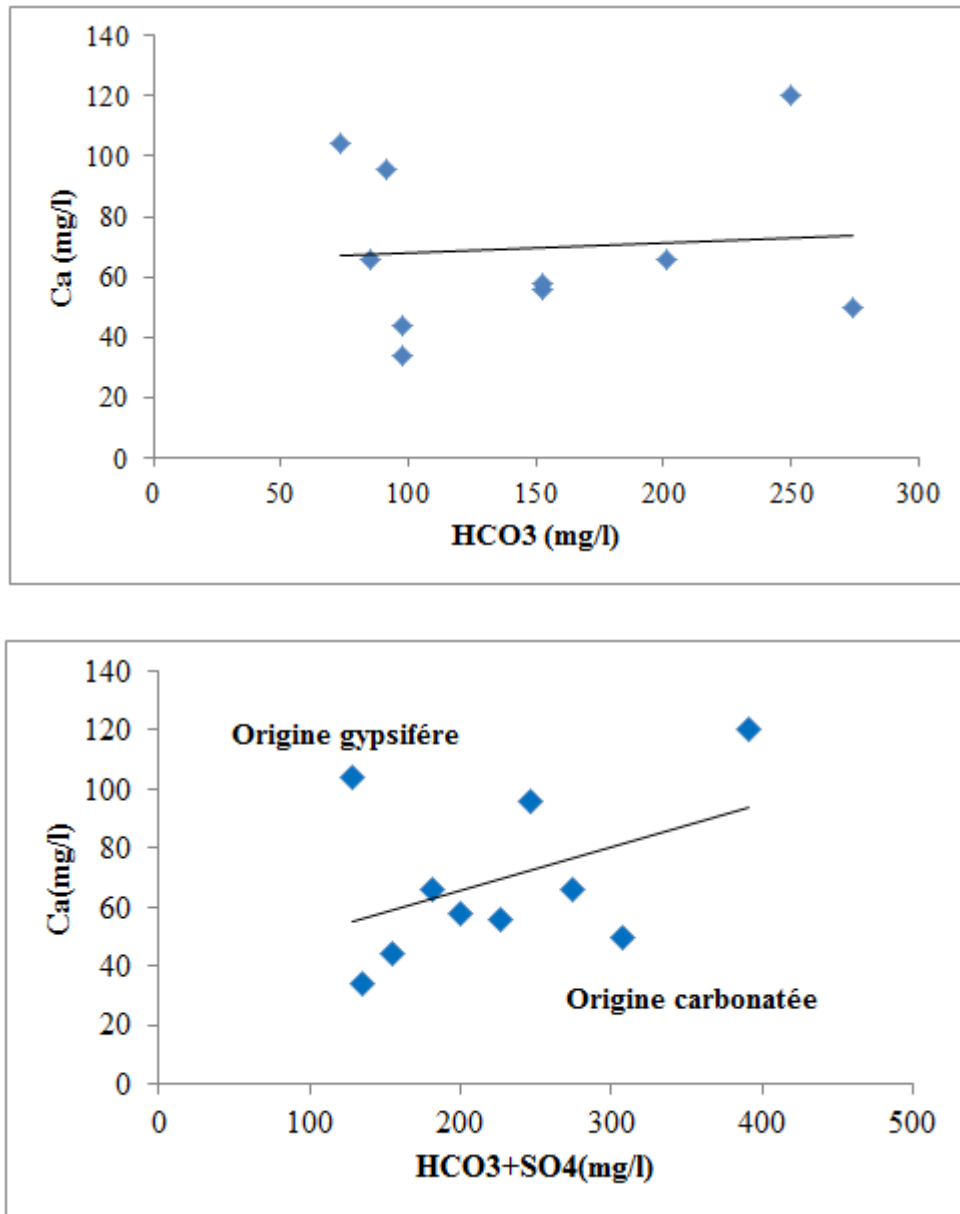 140
120
100
80
60
40
20
0
Ca (mg/l)
0 50 100 150 200 250 300
HCO3 (mg/l)
140
120
100
80
60
40
20
0
Ca(mg/l)
Origine gypsifére
Origine carbonatée
0 100 200 300 400 500
HCO3+SO4(mg/l)